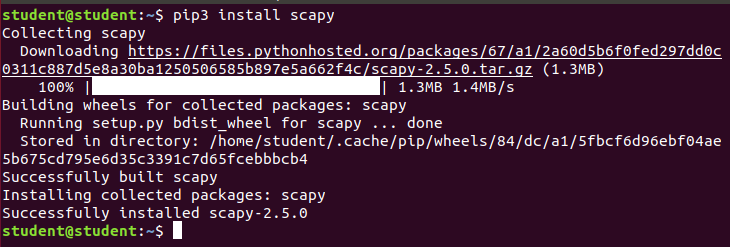 student@student:~$ pip3 install scapy
Collecting scapy
  Downloading https://files.pythonhosted.org/packages/67/a1/2a60d5b6f0fed297dd0c
0311c887d5e8a30ba1250506585b897e5a662f4c/scapy-2.5.0.tar.gz (1.3MB)
    100% |                                | 1.3MB 1.4MB/s
Building wheels for collected packages: scapy
  Running setup.py bdist_wheel for scapy ... done
  Stored in directory: /home/student/.cache/pip/wheels/84/dc/a1/5fbcf6d96ebf04ae
5b675cd795e6d35c3391c7d65fcebbbcb4
Successfully built scapy
Installing collected packages: scapy
Successfully installed scapy-2.5.0
student@student:~$